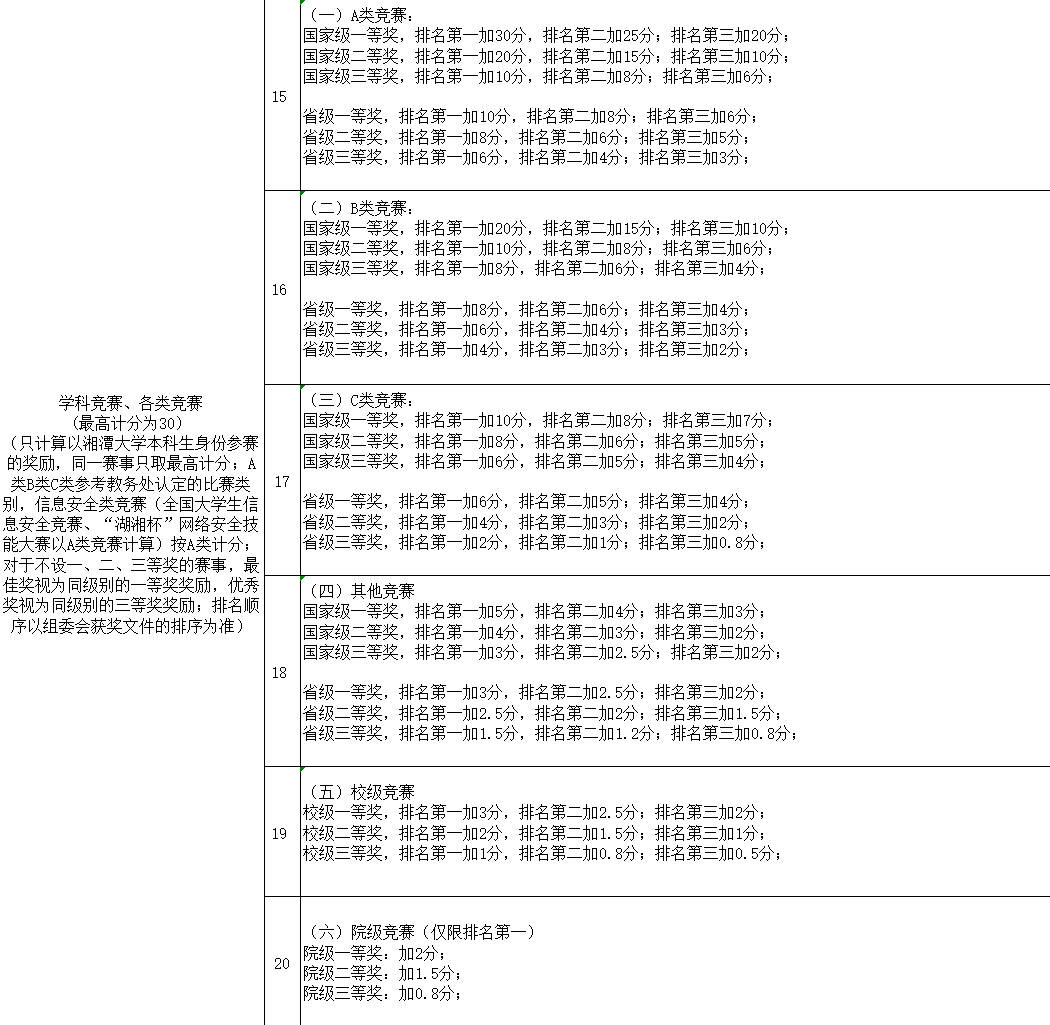 学科竞赛、各类竞赛
(最高计分为30）
（只计算以湘潭大学本科生身份参赛
的奖励，同一赛事只取最高计分；A
类B类C类参考教务处认定的比赛类
别，信息安全类竞赛（全国大学生信
息安全竞赛、“湖湘杯”网络安全技
能大赛以A类竞赛计算）按A类计分；
对于不设一、二、三等奖的赛事，最
佳奖视为同级别的一等奖奖励，优秀
奖视为同级别的三等奖奖励；排名顺
序以组委会获奖文件的排序为准）
15
（一）A类竞赛：
国家级一等奖，排名第一加30分，排名第二加25分；排名第三加20分；
国家级二等奖，排名第一加20分，排名第二加15分；排名第三加10分；
国家级三等奖，排名第一加10分，排名第二加8分；排名第三加6分；
省级一等奖，排名第一加10分，排名第二加8分；排名第三加6分；
省级二等奖，排名第一加8分，排名第二加6分；排名第三加5分；
省级三等奖，排名第一加6分，排名第二加4分；排名第三加3分；
16
（二）B类竞赛：
国家级一等奖，排名第一加20分，排名第二加15分；排名第三加10分；
国家级二等奖，排名第一加10分，排名第二加8分；排名第三加6分；
国家级三等奖，排名第一加8分，排名第二加6分；排名第三加4分；
省级一等奖，排名第一加8分，排名第二加6分；排名第三加4分；
省级二等奖，排名第一加6分，排名第二加4分；排名第三加3分；
省级三等奖，排名第一加4分，排名第二加3分；排名第三加2分；
17
（三）C类竞赛：
国家级一等奖，排名第一加10分，排名第二加8分；排名第三加7分；
国家级二等奖，排名第一加8分，排名第二加6分；排名第三加5分；
国家级三等奖，排名第一加6分，排名第二加5分；排名第三加4分；
省级一等奖，排名第一加6分，排名第二加5分；排名第三加4分；
省级二等奖，排名第一加4分，排名第二加3分；排名第三加2分；
省级三等奖，排名第一加2分，排名第二加1分；排名第三加0.8分；
18
（四）其他竞赛
国家级一等奖，排名第一加5分，排名第二加4分；排名第三加3分；
国家级二等奖，排名第一加4分，排名第二加3分；排名第三加2分；
国家级三等奖，排名第一加3分，排名第二加2.5分；排名第三加2分；
省级一等奖，排名第一加3分，排名第二加2.5分；排名第三加2分；
省级二等奖，排名第一加2.5分，排名第二加2分；排名第三加1.5分；
省级三等奖，排名第一加1.5分，排名第二加1.2分；排名第三加0.8分；
19
（五）校级竞赛
校级一等奖，排名第一加3分，排名第二加2.5分；排名第三加2分；
校级二等奖，排名第一加2分，排名第二加1.5分；排名第三加1分；
校级三等奖，排名第一加1分，排名第二加0.8分；排名第三加0.5分；
20
（六）院级竞赛（仅限排名第一）
院级一等奖：加2分；
院级二等奖：加1.5分；
院级三等奖：加0.8分；